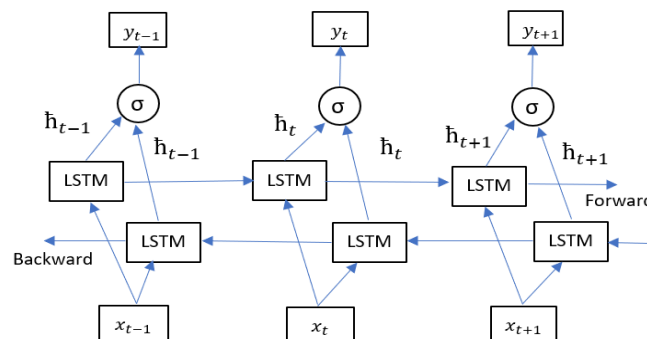 y_{t-1} y_t y_{t+1}
σ σ σ
ħ_{t-1} ħ_{t-1} ħ_t ħ_t ħ_{t+1} ħ_{t+1}
LSTM LSTM LSTM
Forward
LSTM LSTM LSTM
Backward
x_{t-1} x_t x_{t+1}